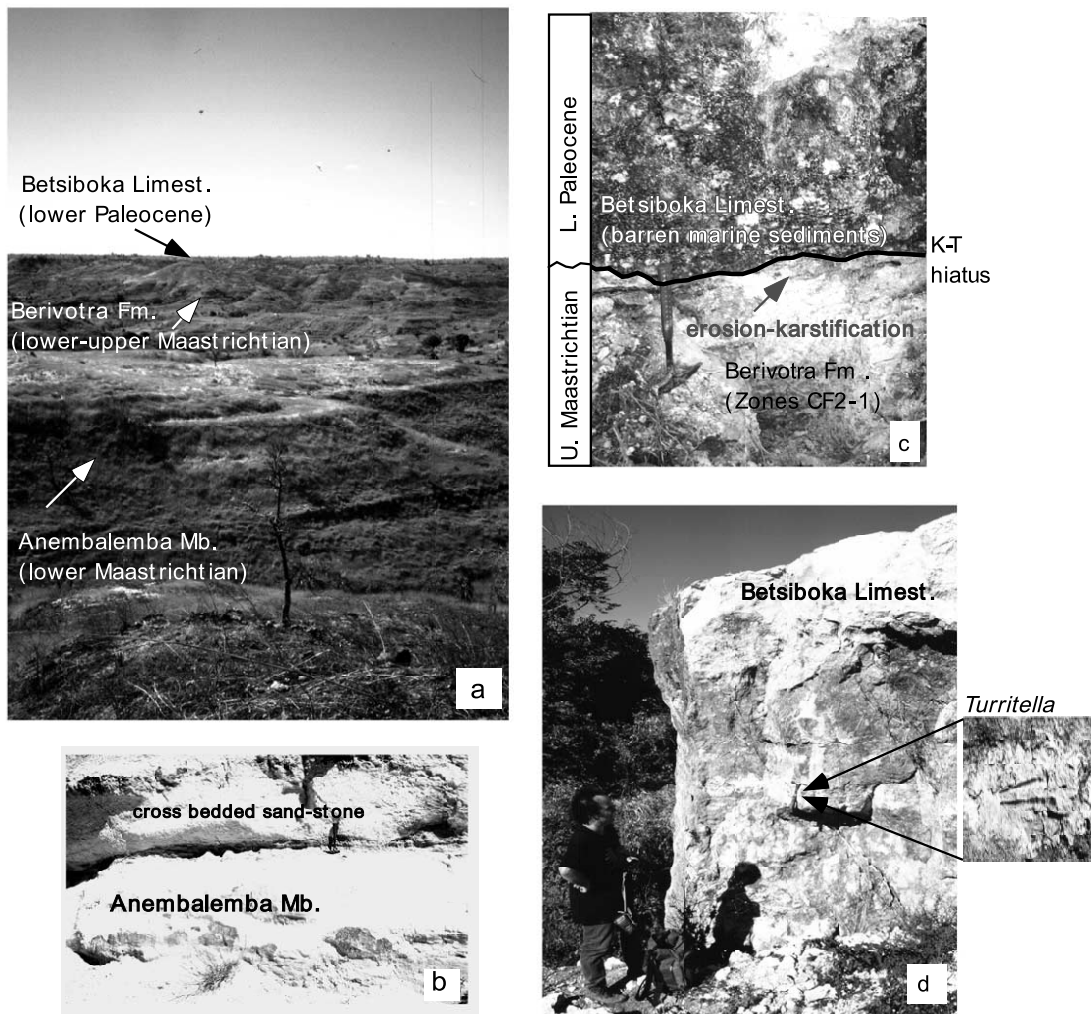 Betsiboka Limest.
(lower Paleocene)
Berivotra Fm.
(lower-upper Maastrichtian)
Anembalemba Mb.
(lower Maastrichtian)
a
cross bedded sand-stone
Anembalemba Mb.
b
L. Paleocene
U. Maastrichtian
Betsiboka Limest.
(barren marine sediments)
K-T
hiatus
erosion-karstification
Berivotra Fm.
(Zones CF2-1)
c
Betsiboka Limest.
Turritella
d